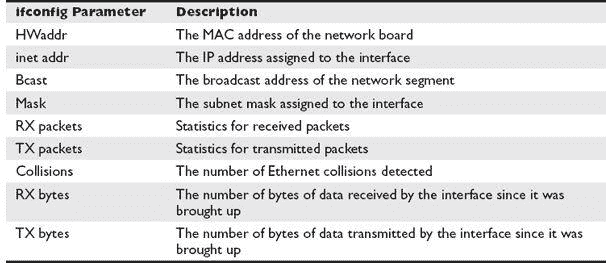 ifconfig Parameter Description
HWaddr The MAC address of the network board
inet addr The IP address assigned to the interface
Bcast The broadcast address of the network segment
Mask The subnet mask assigned to the interface
RX packets Statistics for received packets
TX packets Statistics for transmitted packets
Collisions The number of Ethernet collisions detected
RX bytes The number of bytes of data received by the interface since it was
brought up
TX bytes The number of bytes of data transmitted by the interface since it was
brought up